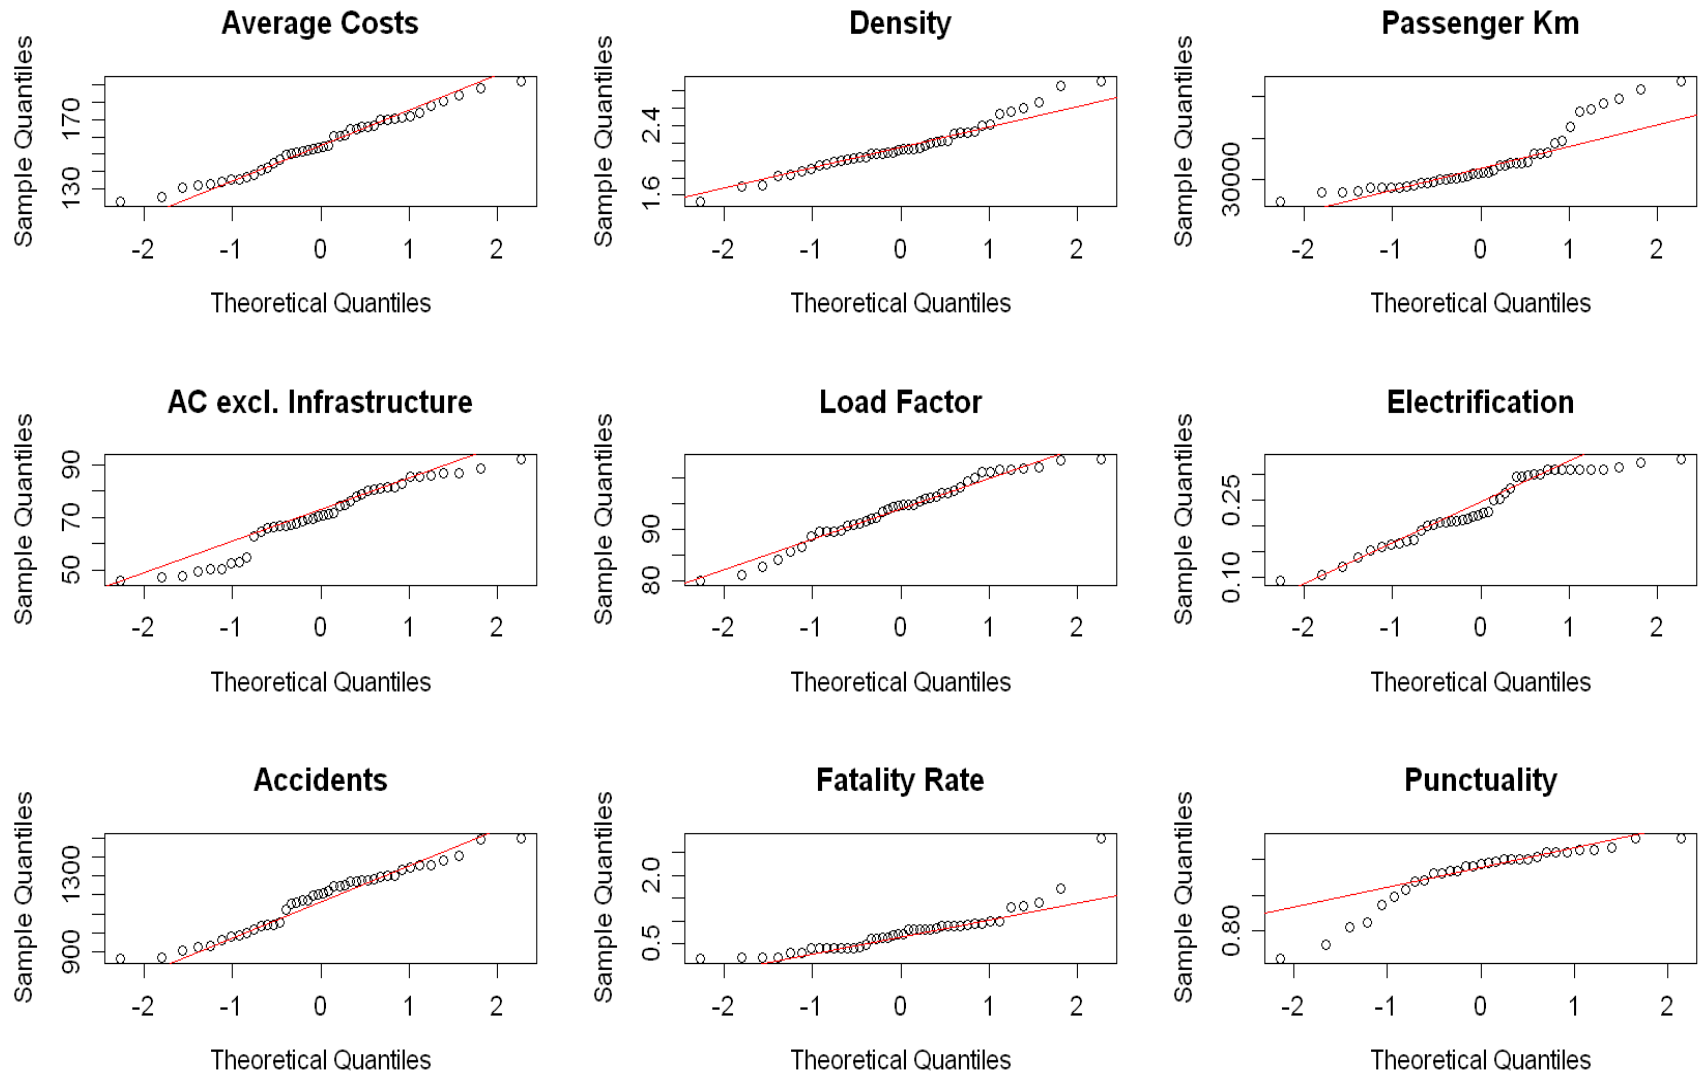 Average Costs
Density
Passenger Km
Sample Quantiles
130 170
-2 -1 0 1 2
Theoretical Quantiles
Sample Quantiles
1.6 2.4
-2 -1 0 1 2
Theoretical Quantiles
Sample Quantiles
30000
-2 -1 0 1 2
Theoretical Quantiles
AC excl. Infrastructure
Load Factor
Electrification
Sample Quantiles
50 70 90
-2 -1 0 1 2
Theoretical Quantiles
Sample Quantiles
80 90
-2 -1 0 1 2
Theoretical Quantiles
Sample Quantiles
0.10 0.25
-2 -1 0 1 2
Theoretical Quantiles
Accidents
Fatality Rate
Punctuality
Sample Quantiles
900 1300
-2 -1 0 1 2
Theoretical Quantiles
Sample Quantiles
0.5 2.0
-2 -1 0 1 2
Theoretical Quantiles
Sample Quantiles
0.80
-2 -1 0 1 2
Theoretical Quantiles